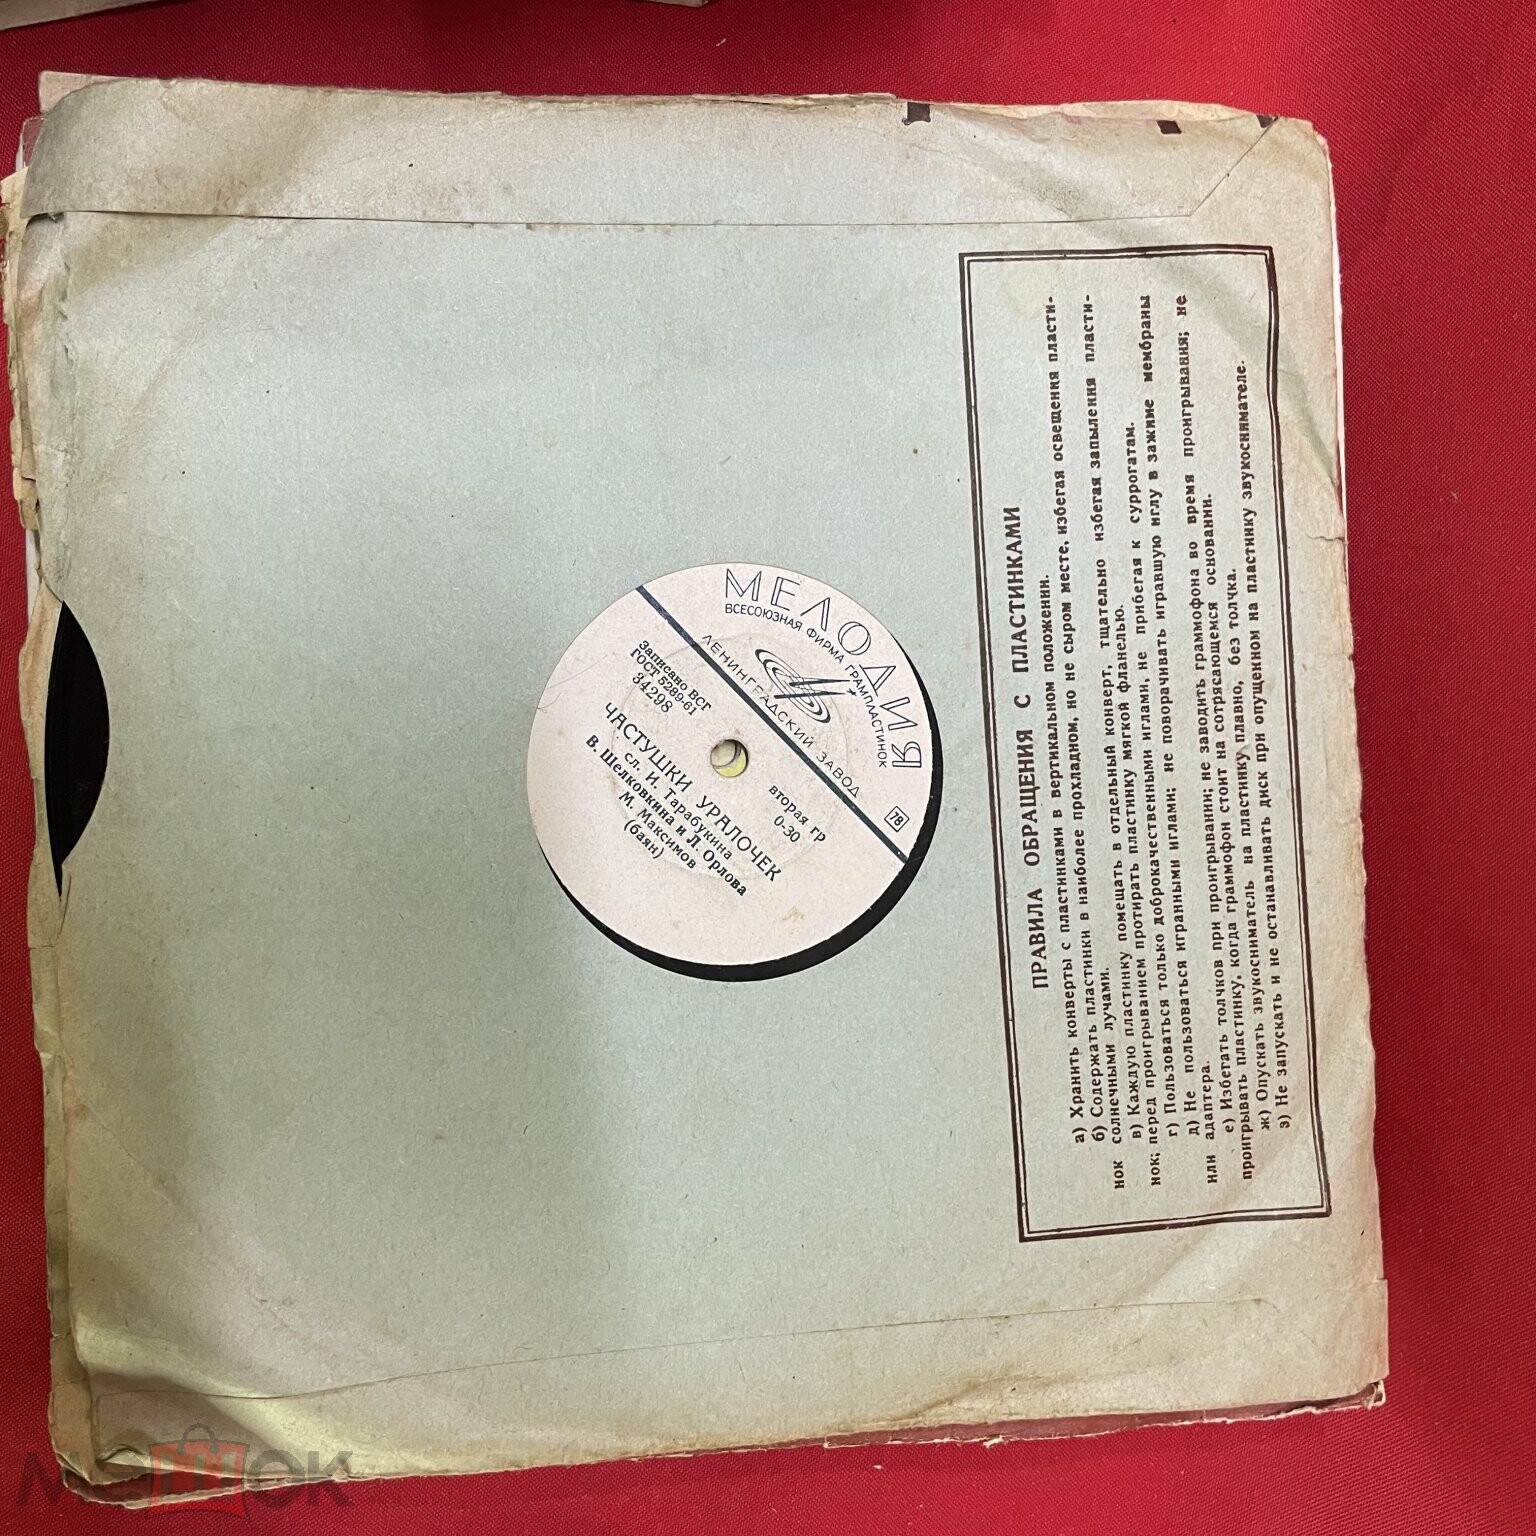 МЕЛОДИЯ
ВСЕСОЮЗНАЯ ФИРМА ГРАМПЛАСТИНОК
ЛЕНИНГРАДСКИЙ ЗАВОД
78
Записано ВСГ
ГОСТ 5289-61
34298
вторая гр
0-30
ЧАСТУШКИ УРАЛОЧЕК
сл. И. Тарабукина
В. Шелковкина и Л. Орлова
М. Максимов
(баян)
ПРАВИЛА ОБРАЩЕНИЯ С ПЛАСТИНКАМИ
а) Хранить конверты с пластинками в вертикальном положении.
б) Содержать пластинки в наиболее прохладном, но не сыром месте, избегая освещения пласти-
нок солнечными лучами.
в) Каждую пластинку помещать в отдельный конверт, тщательно избегая запыления пласти-
нок; перед проигрыванием протирать пластинку мягкой фланелью.
г) Пользоваться только доброкачественными иглами, не прибегая к суррогатам.
д) Не пользоваться игранными иглами; не поворачивать игравшую иглу в зажиме мембраны
или адаптера.
е) Избегать толчков при проигрывании; не заводить граммофона во время проигрывания; не
проигрывать пластинку, когда граммофон стоит на сотрясающемся основании.
ж) Опускать звукосниматель на пластинку плавно, без толчка.
з) Не запускать и не останавливать диск при опущенном на пластинку звукоснимателе.
мешок